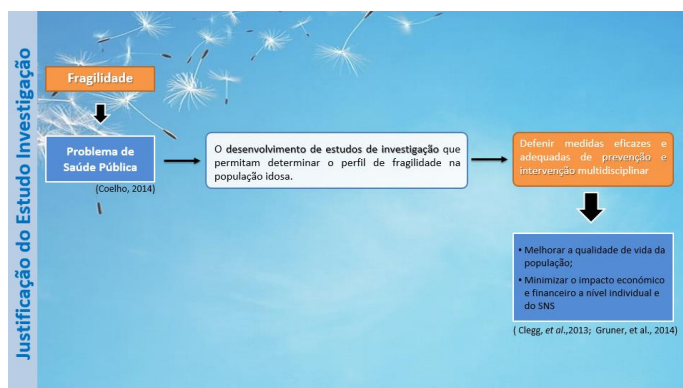 Justificação do Estudo Investigação
Fragilidade
Problema de
Saúde Pública
(Coelho, 2014)
O desenvolvimento de estudos de investigação que
permitam determinar o perfil de fragilidade na
população idosa.
Defenir medidas eficazes e
adequadas de prevenção e
intervenção multidisciplinar
• Melhorar a qualidade de vida da
população;
• Minimizar o impacto económico
e financeiro a nível individual e
do SNS
( Clegg, et al.,2013; Gruner, et al., 2014)